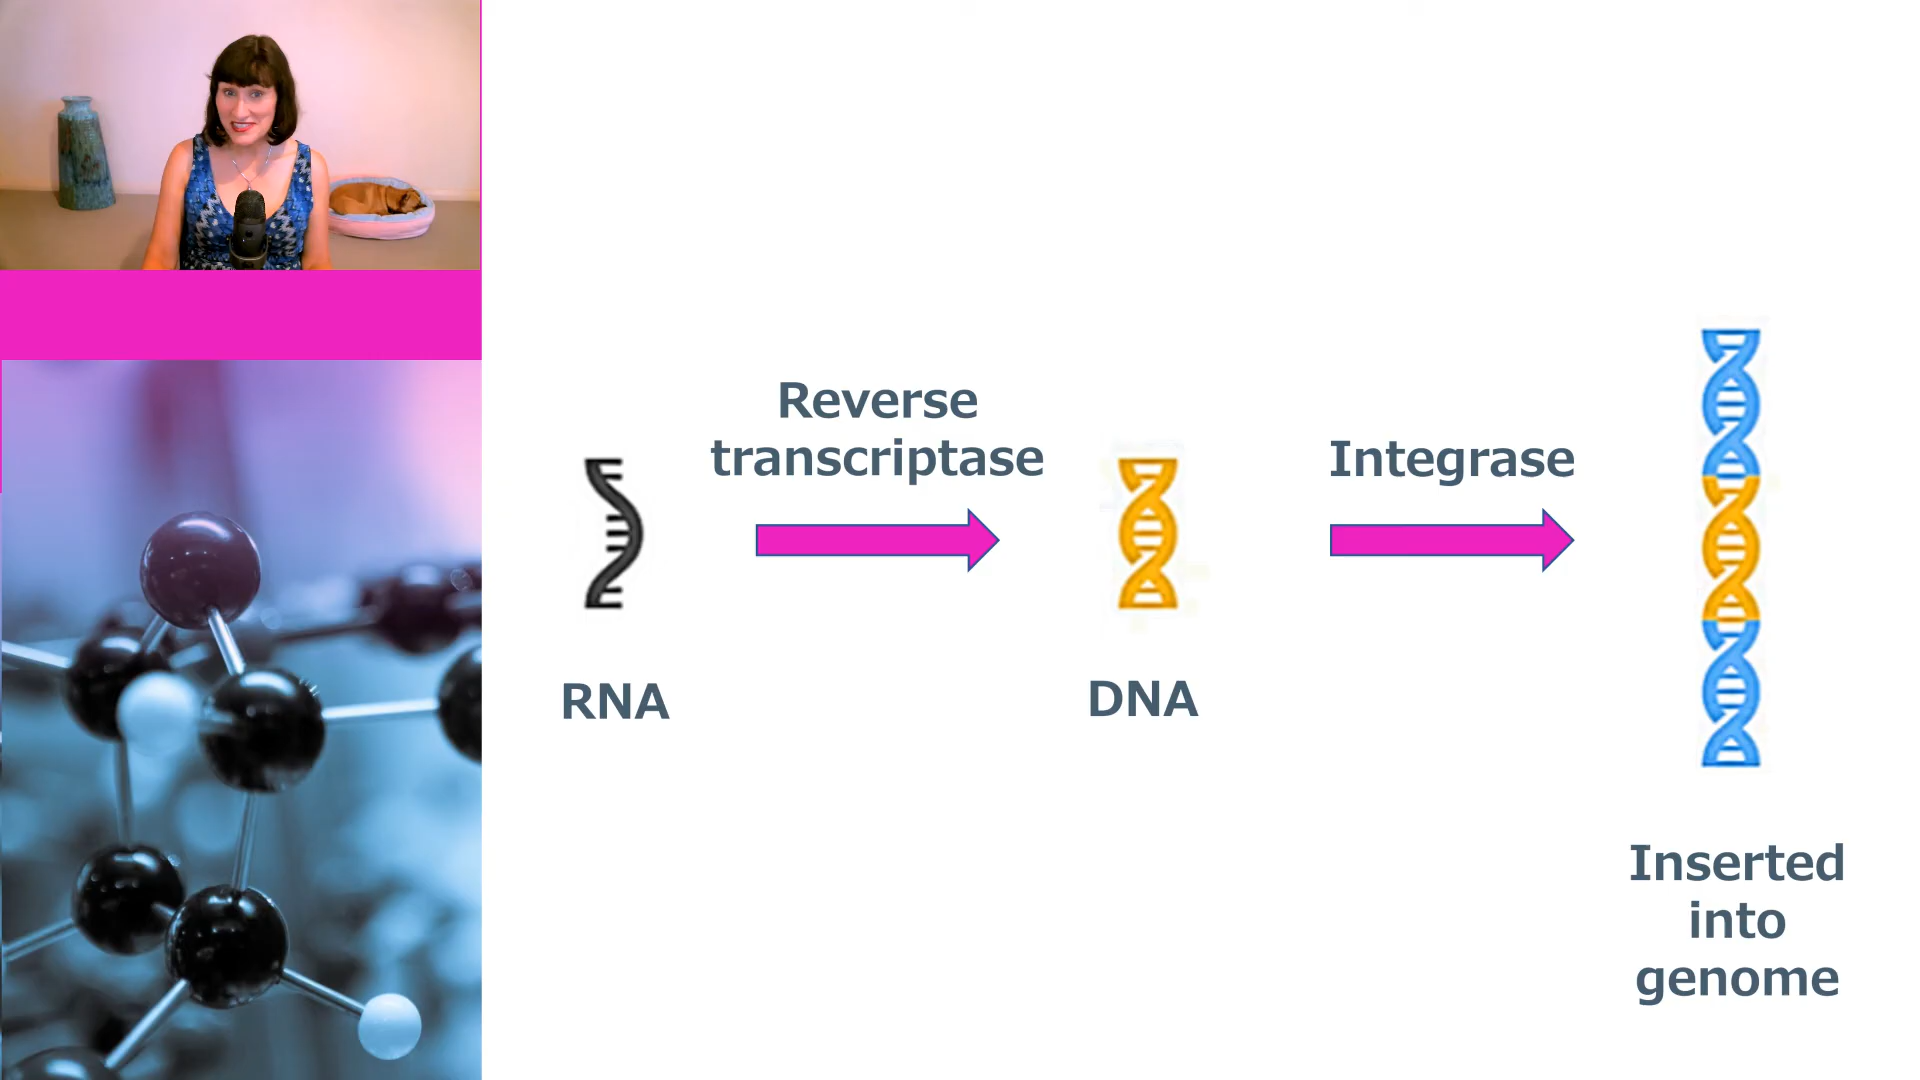 Reverse
transcriptase
Integrase
RNA
DNA
Inserted
into
genome